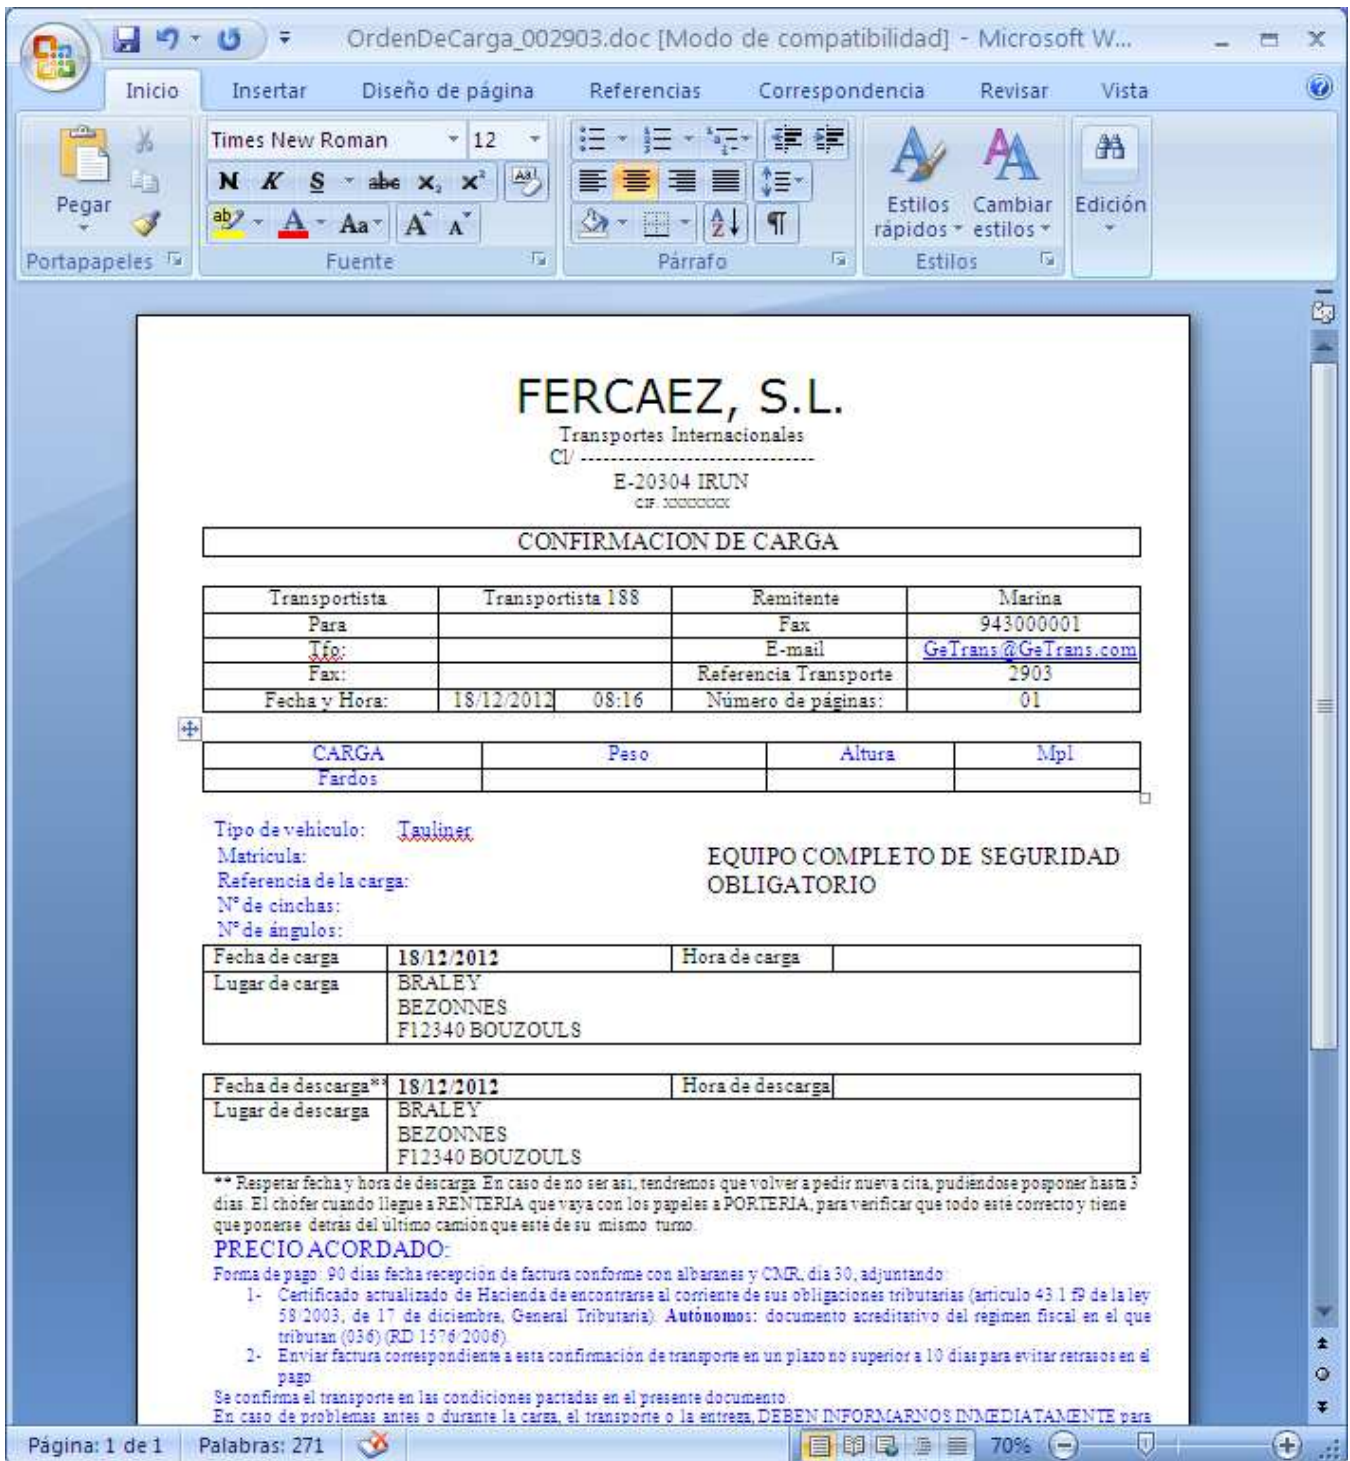 OrdenDeCarga_002903.doc [Modo de compatibilidad] - Microsoft W...
Inicio Insertar Diseño de página Referencias Correspondencia Revisar Vista
Times New Roman 12
N K S abc x₂ x²
Pegar Estilos rápidos Cambiar estilos Edición
Portapapeles Fuente Párrafo Estilos
FERCAEZ, S.L.
Transportes Internacionales
Cl/ -------------------------------
E-20304 IRUN
CIF: XXXXXXXX
CONFIRMACION DE CARGA
Transportista Transportista 188 Remitente Marina
Para Fax 943000001
Tfo: E-mail GeTrans@GeTrans.com
Fax: Referencia Transporte 2903
Fecha y Hora: 18/12/2012 08:16 Número de páginas: 01
CARGA Peso Altura Mpl
Fardos
Tipo de vehículo: Tauliner
Matricula:
EQUIPO COMPLETO DE SEGURIDAD
Referencia de la carga:
OBLIGATORIO
Nº de cinchas:
Nº de ángulos:
Fecha de carga 18/12/2012 Hora de carga
Lugar de carga BRALEY
BEZONNES
F12340 BOUZOULS
Fecha de descarga** 18/12/2012 Hora de descarga
Lugar de descarga BRALEY
BEZONNES
F12340 BOUZOULS
** Respetar fecha y hora de descarga. En caso de no ser así, tendremos que volver a pedir nueva cita, pudiéndose posponer hasta 3
días. El chófer cuando llegue a RENTERIA que vaya con los papeles a PORTERIA, para verificar que todo esté correcto y tiene
que ponerse detrás del último camión que esté de su mismo turno.
PRECIO ACORDADO:
Forma de pago: 90 días fecha recepción de factura conforme con albaranes y CMR, día 30, adjuntando:
1- Certificado actualizado de Hacienda de encontrarse al corriente de sus obligaciones tributarias (artículo 43.1 f9 de la ley
58/2003, de 17 de diciembre, General Tributaria). Autónomos: documento acreditativo del régimen fiscal en el que
tributan (036) (RD 1576/2006).
2- Enviar factura correspondiente a esta confirmación de transporte en un plazo no superior a 10 días para evitar retrasos en el
pago.
Se confirma el transporte en las condiciones pactadas en el presente documento.
En caso de problemas antes o durante la carga, el transporte o la entrega, DEBEN INFORMARNOS INMEDIATAMENTE para
Página: 1 de 1 Palabras: 271 70%